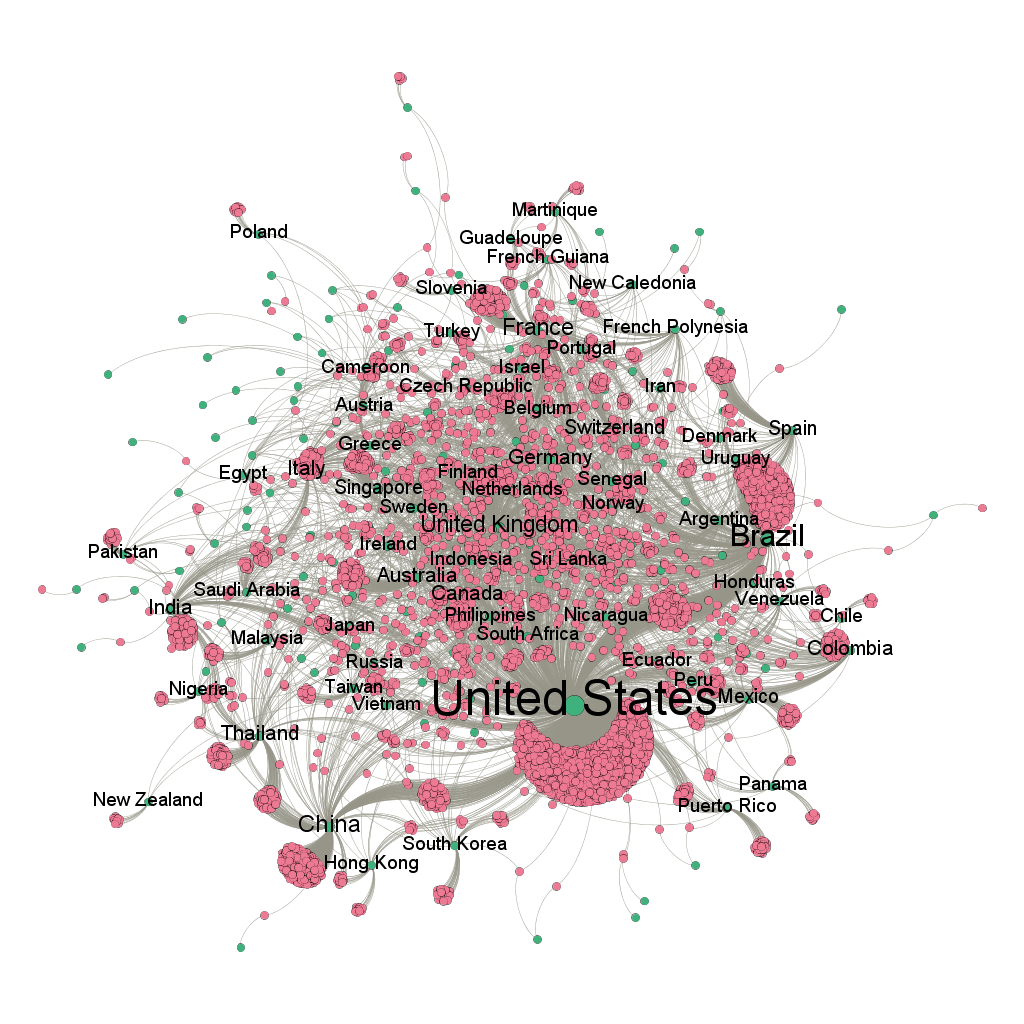 Martinique
Poland
Guadeloupe
French Guiana
New Caledonia
Slovenia
France
French Polynesia
Turkey
Portugal
Cameroon
Israel
Czech Republic
Iran
Austria
Belgium
Switzerland
Spain
Denmark
Greece
Uruguay
Germany
Italy
Egypt
Finland
Senegal
Singapore
Netherlands
Sweden
Norway
Argentina
United Kingdom
Brazil
Ireland
Pakistan
Indonesia
Sri Lanka
Australia
Honduras
Saudi Arabia
Canada
Venezuela
India
Philippines
Nicaragua
Chile
Japan
South Africa
Malaysia
Colombia
Russia
Ecuador
Peru
Taiwan
Nigeria
Mexico
Vietnam
United States
Thailand
Panama
New Zealand
Puerto Rico
China
South Korea
Hong Kong